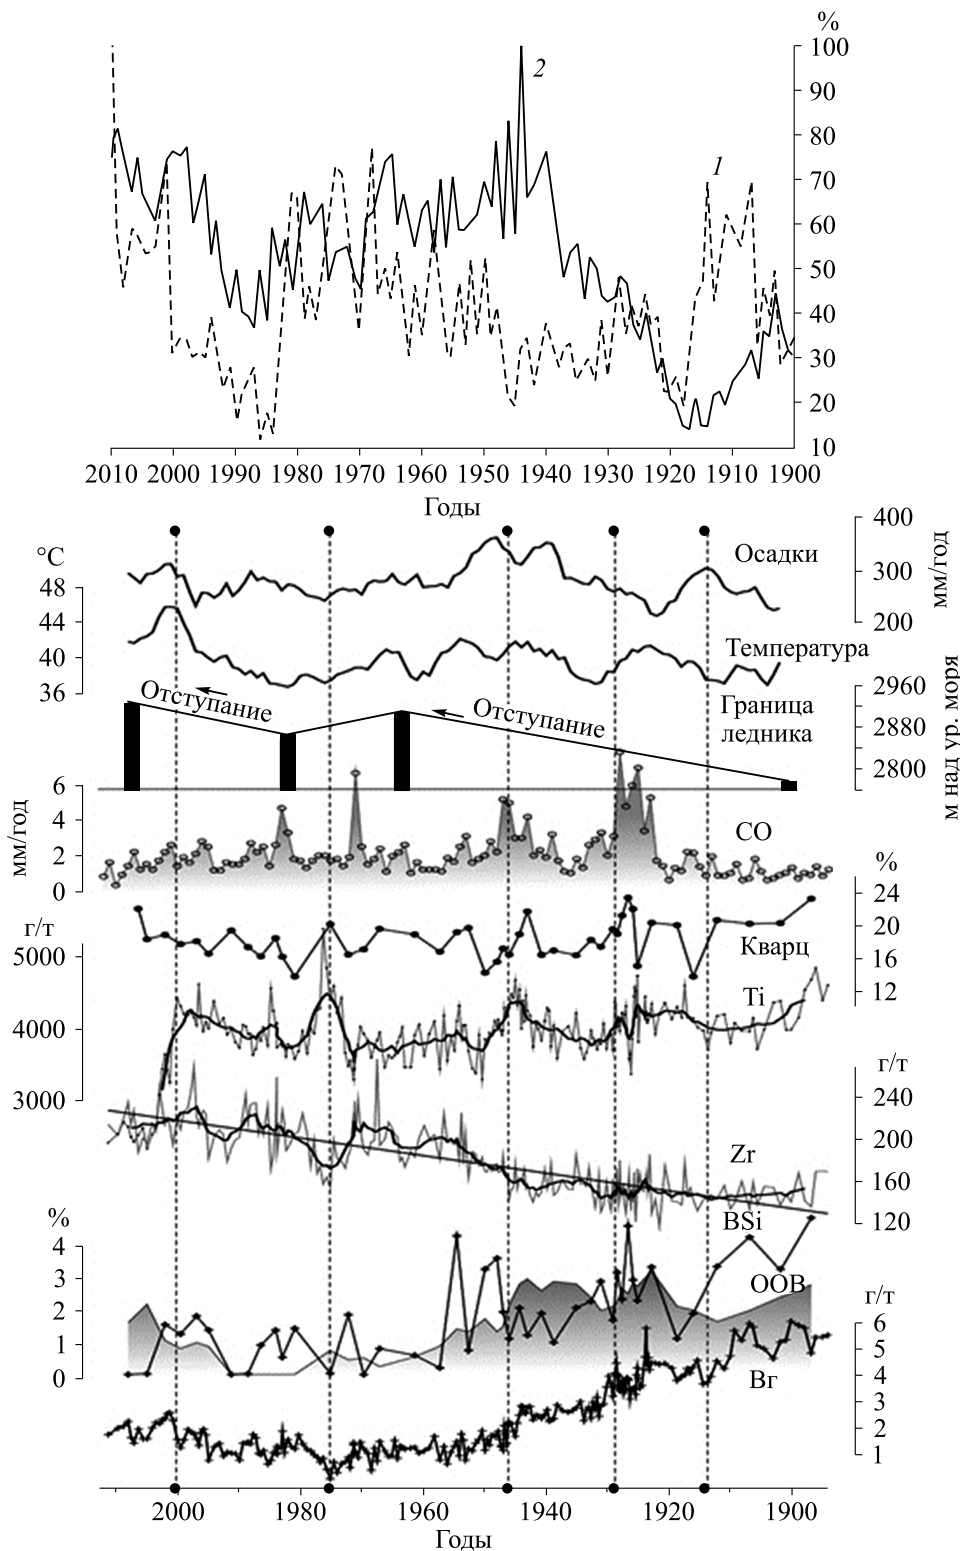 %
100
90
80
70
60
50
40
30
20
10
2
1
2010 2000 1990 1980 1970 1960 1950 1940 1930 1920 1910 1900
Годы
400
300
200
мм/год
Осадки
°C
48
44
40
36
Температура
2960
2880
2800
м над ур. моря
Отступание
Отступание
Граница
ледника
6
4
2
0
мм/год
СО
%
24
20
16
12
Кварц
г/т
5000
4000
3000
Ti
г/т
240
200
160
120
Zr
%
4
3
2
1
0
BSi
ООВ
г/т
6
5
4
3
2
1
Вг
2000 1980 1960 1940 1920 1900
Годы